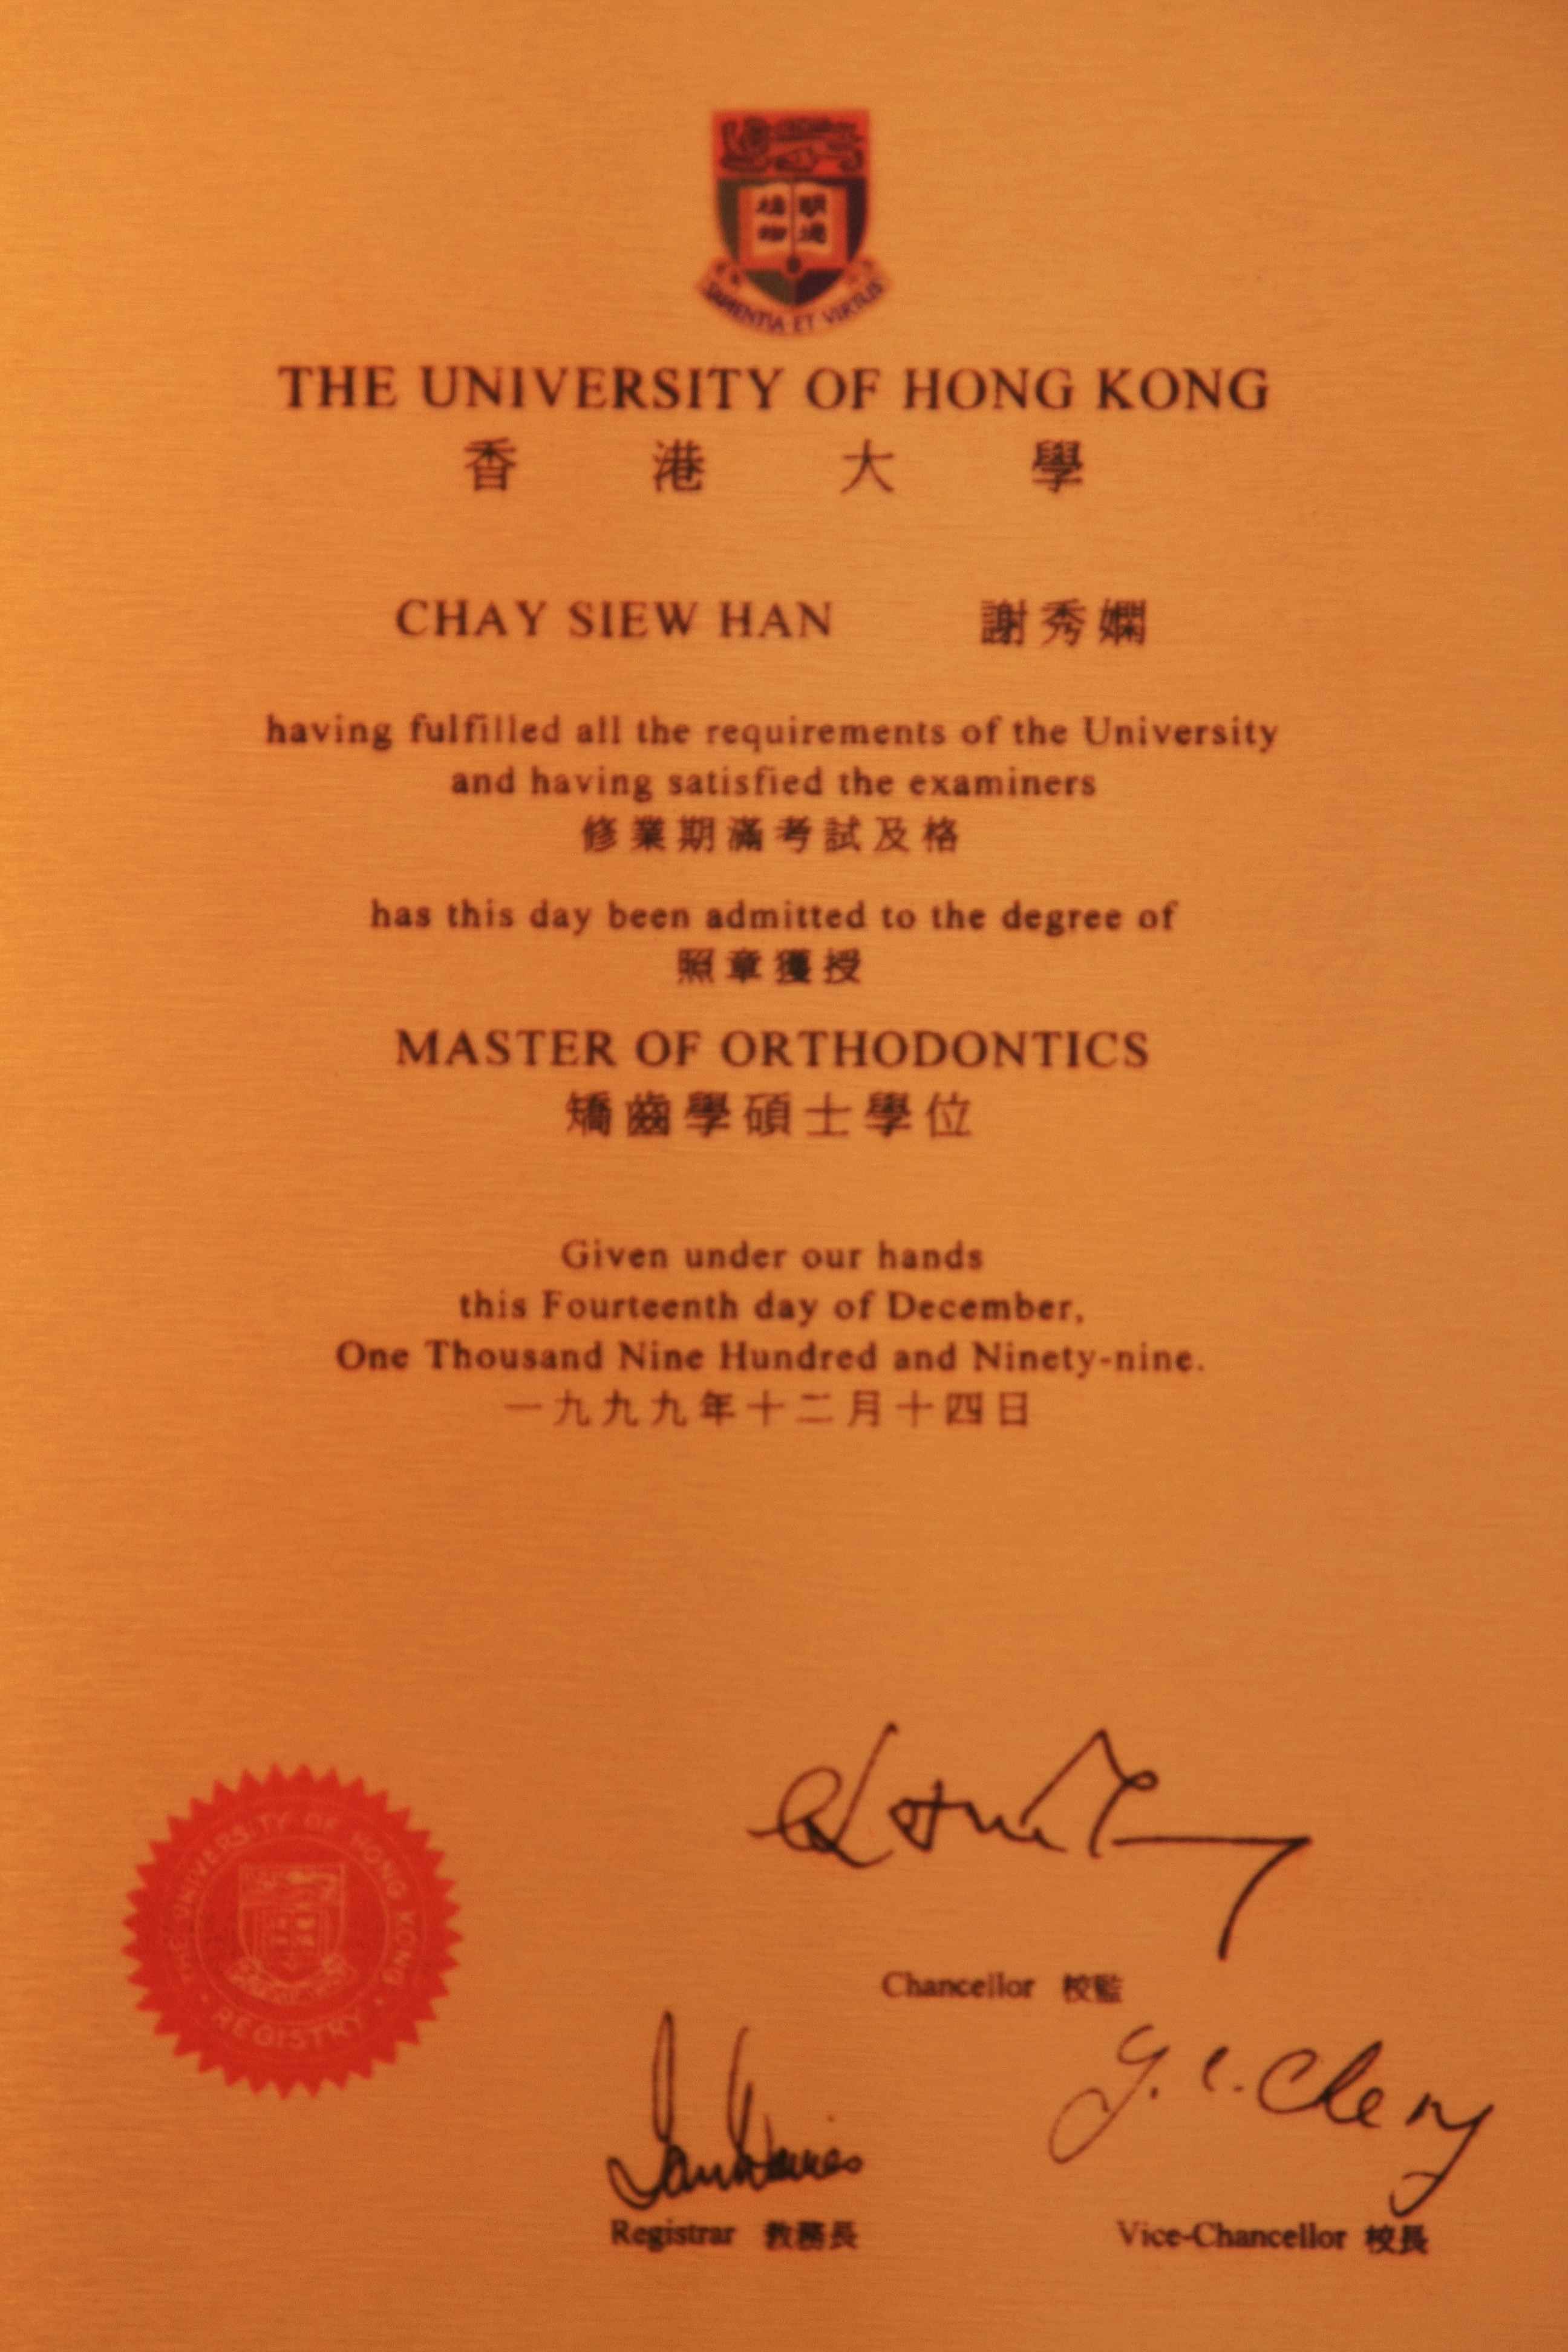 明德
格物
SAPIENTIA ET VIRTUS
THE UNIVERSITY OF HONG KONG
香港大學
CHAY SIEW HAN 謝秀嫻
having fulfilled all the requirements of the University
and having satisfied the examiners
修業期滿考試及格
has this day been admitted to the degree of
照章獲授
MASTER OF ORTHODONTICS
矯齒學碩士學位
Given under our hands
this Fourteenth day of December,
One Thousand Nine Hundred and Ninety-nine.
一九九九年十二月十四日
THE UNIVERSITY OF HONG KONG
REGISTRY
Chancellor 校監
Registrar 教務長
Vice-Chancellor 校長